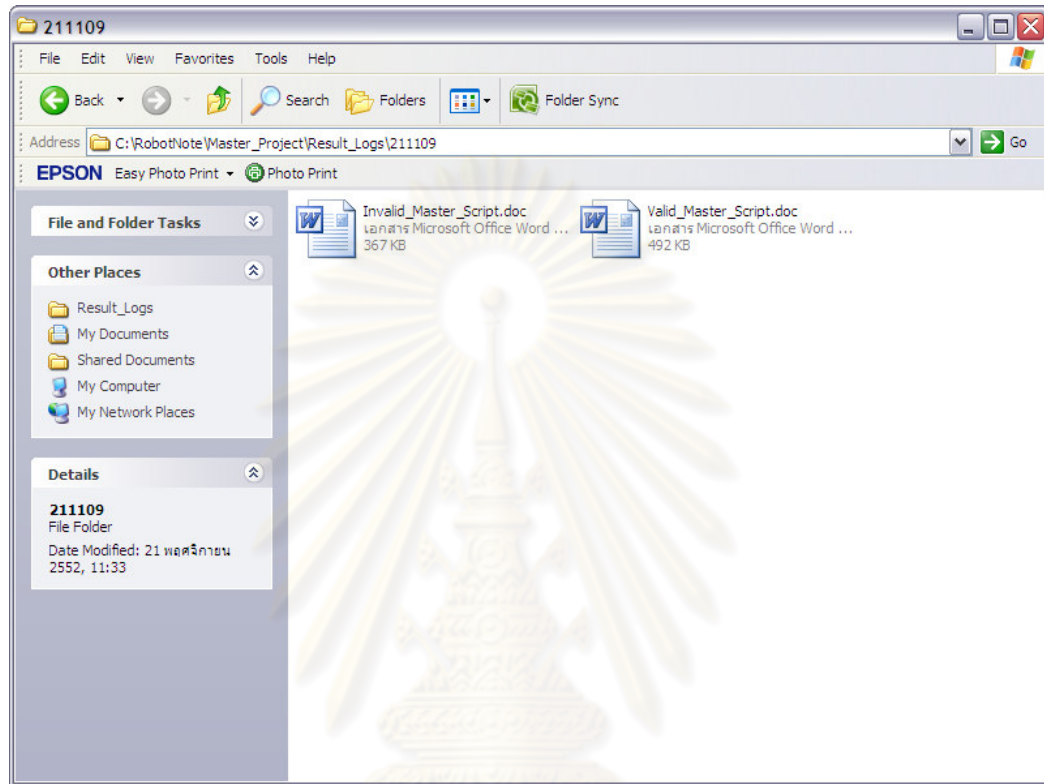 211109
File Edit View Favorites Tools Help
Back Search Folders Folder Sync
Address C:\RobotNote\Master_Project\Result_Logs\211109 Go
EPSON Easy Photo Print Photo Print
File and Folder Tasks
Other Places
Result_Logs
My Documents
Shared Documents
My Computer
My Network Places
Details
211109
File Folder
Date Modified: 21 พฤศจิกายน
2552, 11:33
Invalid_Master_Script.doc
เอกสาร Microsoft Office Word ...
367 KB
Valid_Master_Script.doc
เอกสาร Microsoft Office Word ...
492 KB